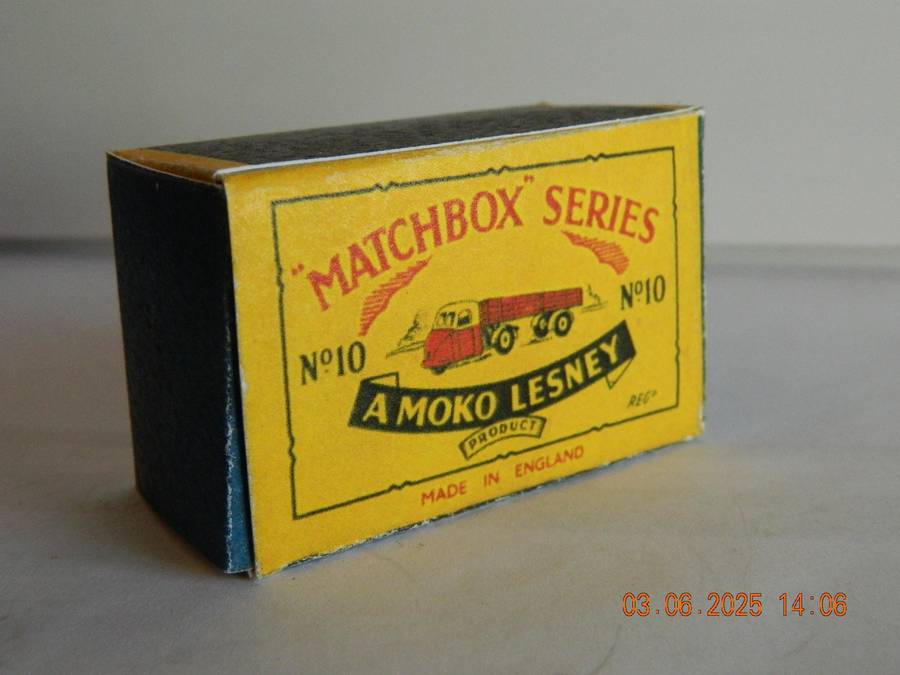 "MATCHBOX" SERIES
Nº10
Nº10
A MOKO LESNEY
PRODUCT
REGD
MADE IN ENGLAND
03.06.2025 14:06